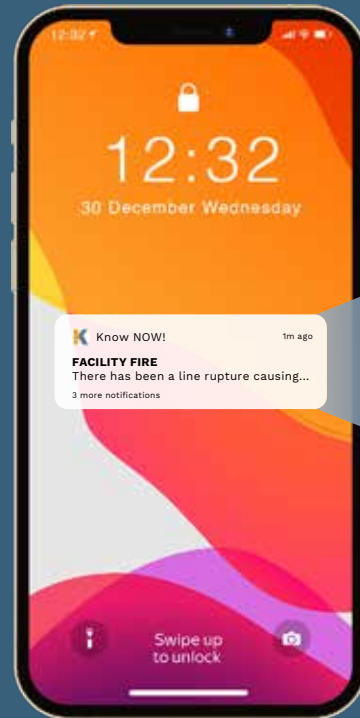 12:32
12:32
30 December Wednesday
Know NOW!
1m ago
FACILITY FIRE
There has been a line rupture causing...
3 more notifications
Swipe up
to unlock